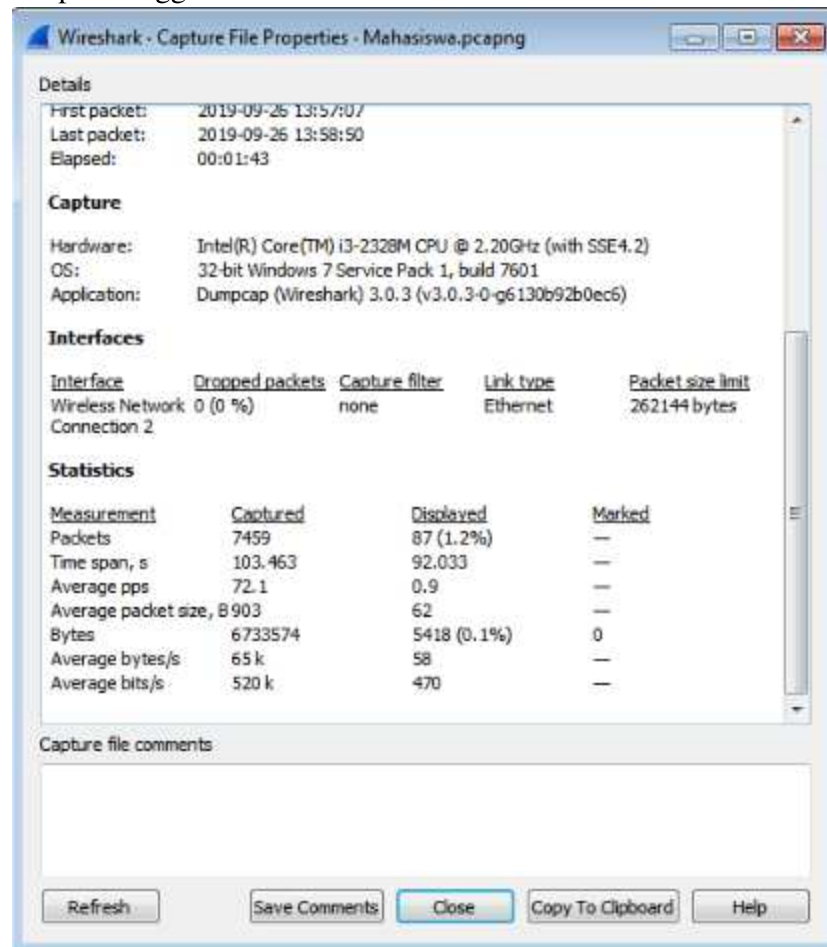 Wireshark - Capture File Properties - Mahasiswa.pcapng
Details
First packet: 2019-09-26 13:57:07
Last packet: 2019-09-26 13:58:50
Elapsed: 00:01:43
Capture
Hardware: Intel(R) Core(TM) i3-2328M CPU @ 2.20GHz (with SSE4.2)
OS: 32-bit Windows 7 Service Pack 1, build 7601
Application: Dumpcap (Wireshark) 3.0.3 (v3.0.3-0-g6130b92b0ec6)
Interfaces
Interface Dropped packets Capture filter Link type Packet size limit
Wireless Network 0 (0 %) none Ethernet 262144 bytes
Connection 2
Statistics
Measurement Captured Displayed Marked
Packets 7459 87 (1.2%) —
Time span, s 103.463 92.033 —
Average pps 72.1 0.9 —
Average packet size, B 903 62 —
Bytes 6733574 5418 (0.1%) 0
Average bytes/s 65 k 58 —
Average bits/s 520 k 470 —
Capture file comments
Refresh Save Comments Close Copy To Clipboard Help